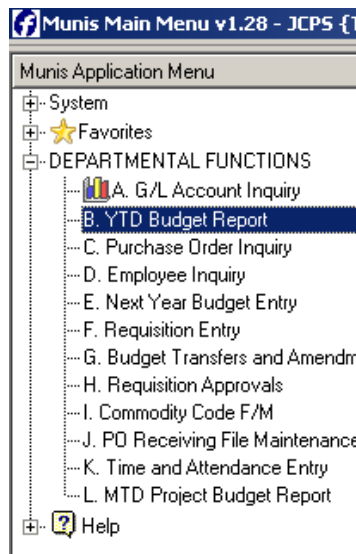 Munis Main Menu v1.28 - JCPS {
Munis Application Menu
System
Favorites
DEPARTMENTAL FUNCTIONS
A. G/L Account Inquiry
B. YTD Budget Report
C. Purchase Order Inquiry
D. Employee Inquiry
E. Next Year Budget Entry
F. Requisition Entry
G. Budget Transfers and Amendm
H. Requisition Approvals
I. Commodity Code F/M
J. PO Receiving File Maintenance
K. Time and Attendance Entry
L. MTD Project Budget Report
Help